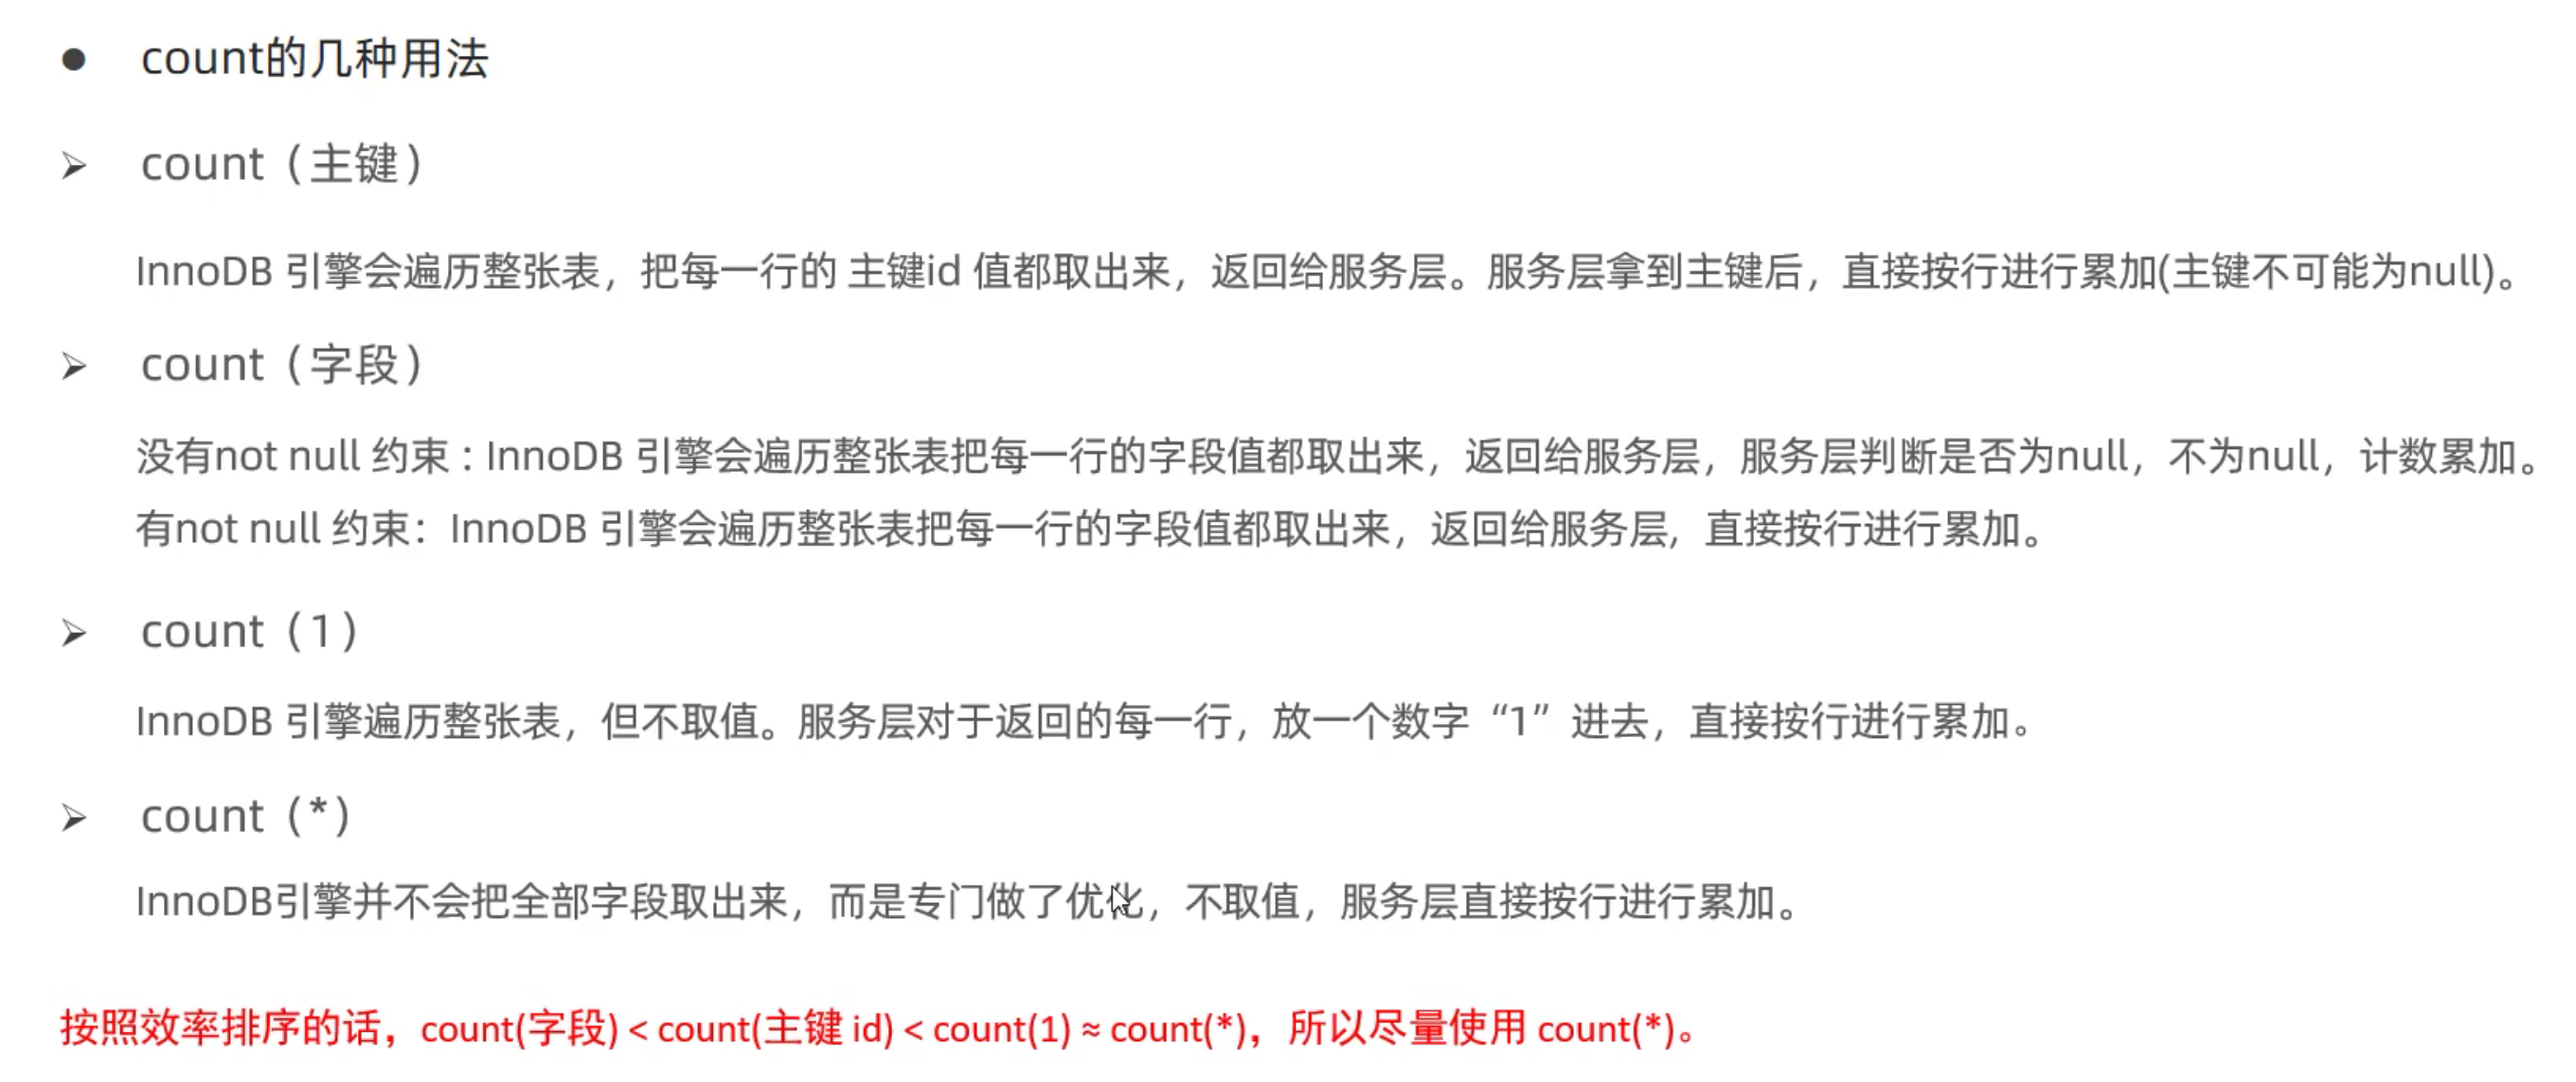 count的几种用法
count（主键）
InnoDB 引擎会遍历整张表，把每一行的 主键id 值都取出来，返回给服务层。服务层拿到主键后，直接按行进行累加(主键不可能为null)。
count（字段）
没有not null 约束 : InnoDB 引擎会遍历整张表把每一行的字段值都取出来，返回给服务层，服务层判断是否为null，不为null，计数累加。
有not null 约束：InnoDB 引擎会遍历整张表把每一行的字段值都取出来，返回给服务层，直接按行进行累加。
count（1）
InnoDB 引擎遍历整张表，但不取值。服务层对于返回的每一行，放一个数字“1”进去，直接按行进行累加。
count（*）
InnoDB引擎并不会把全部字段取出来，而是专门做了优化，不取值，服务层直接按行进行累加。
按照效率排序的话，count(字段) < count(主键 id) < count(1) ≈ count(*)，所以尽量使用 count(*)。